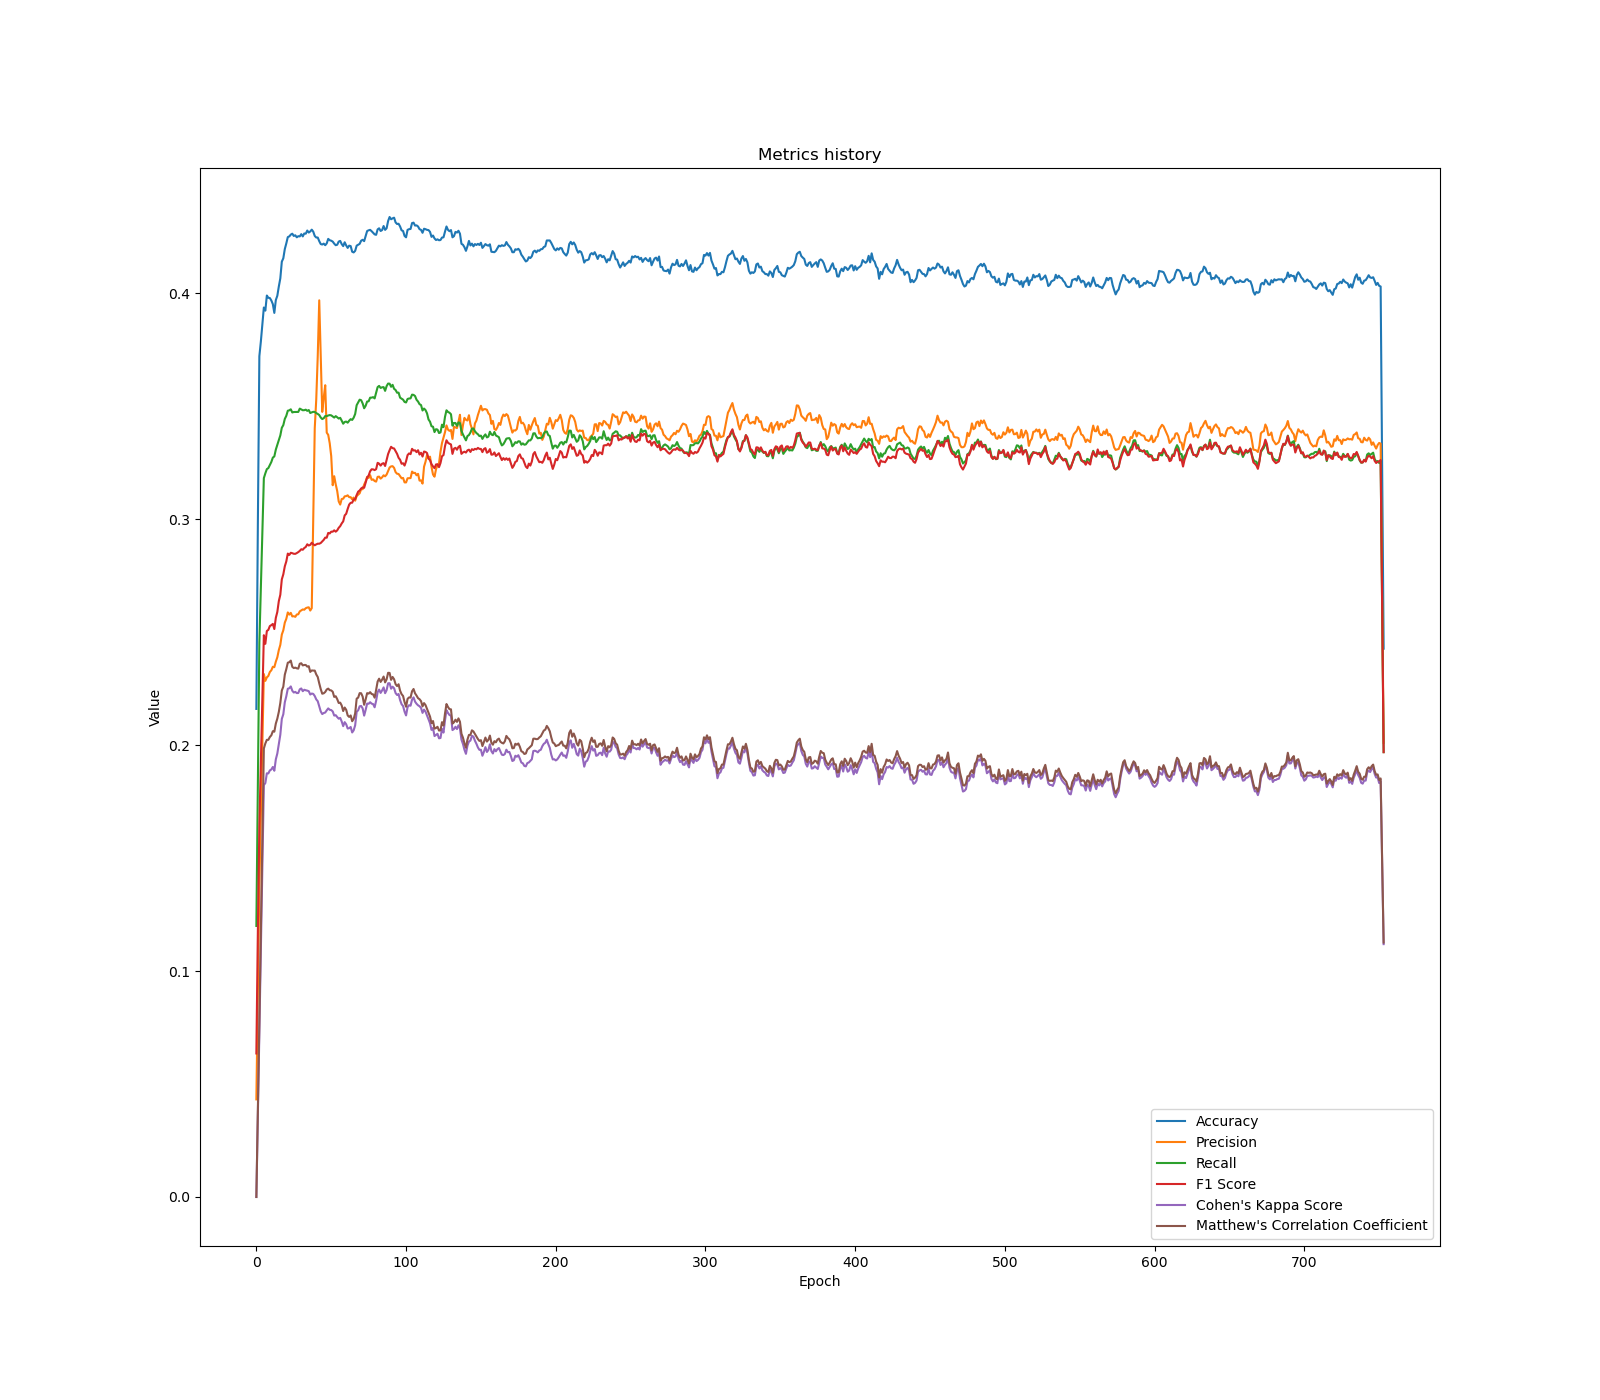 Metrics history
0.4
0.3
0.2
0.1
0.0
Value
0 100 200 300 400 500 600 700
Epoch
Accuracy
Precision
Recall
F1 Score
Cohen's Kappa Score
Matthew's Correlation Coefficient